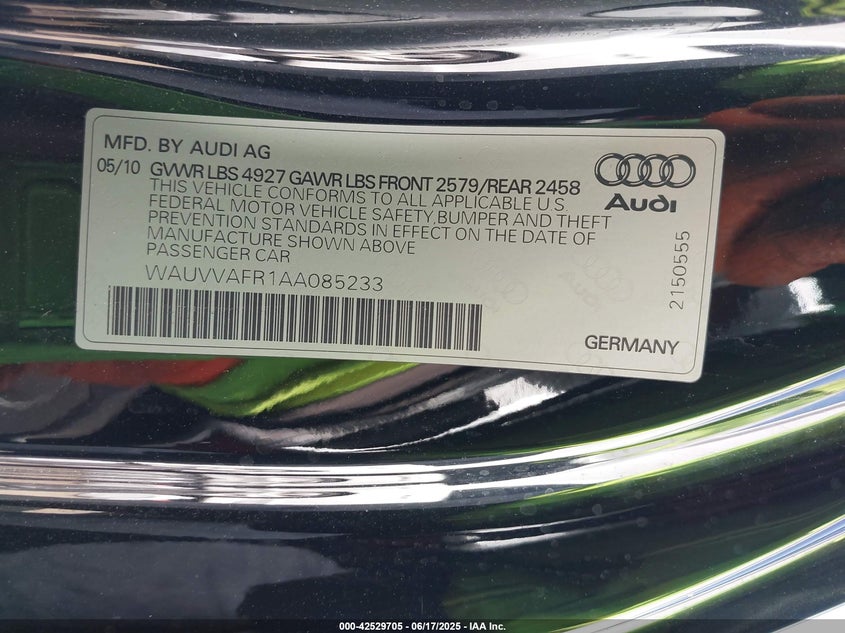 MFD. BY AUDI AG
05/10 GVWR LBS 4927 GAWR LBS FRONT 2579/REAR 2458
THIS VEHICLE CONFORMS TO ALL APPLICABLE U S
FEDERAL MOTOR VEHICLE SAFETY,BUMPER AND THEFT
PREVENTION STANDARDS IN EFFECT ON THE DATE OF
MANUFACTURE SHOWN ABOVE
PASSENGER CAR
WAUVVAFR1AA085233
Audi
2150555
GERMANY
000-42529705 - 06/17/2025 - IAA Inc.